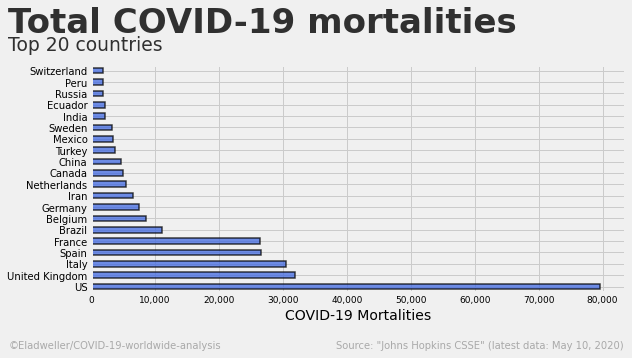 Total COVID-19 mortalities
Top 20 countries
Switzerland
Peru
Russia
Ecuador
India
Sweden
Mexico
Turkey
China
Canada
Netherlands
Iran
Germany
Belgium
Brazil
France
Spain
Italy
United Kingdom
US
0 10,000 20,000 30,000 40,000 50,000 60,000 70,000 80,000
COVID-19 Mortalities
©Eladweller/COVID-19-worldwide-analysis Source: "Johns Hopkins CSSE" (latest data: May 10, 2020)